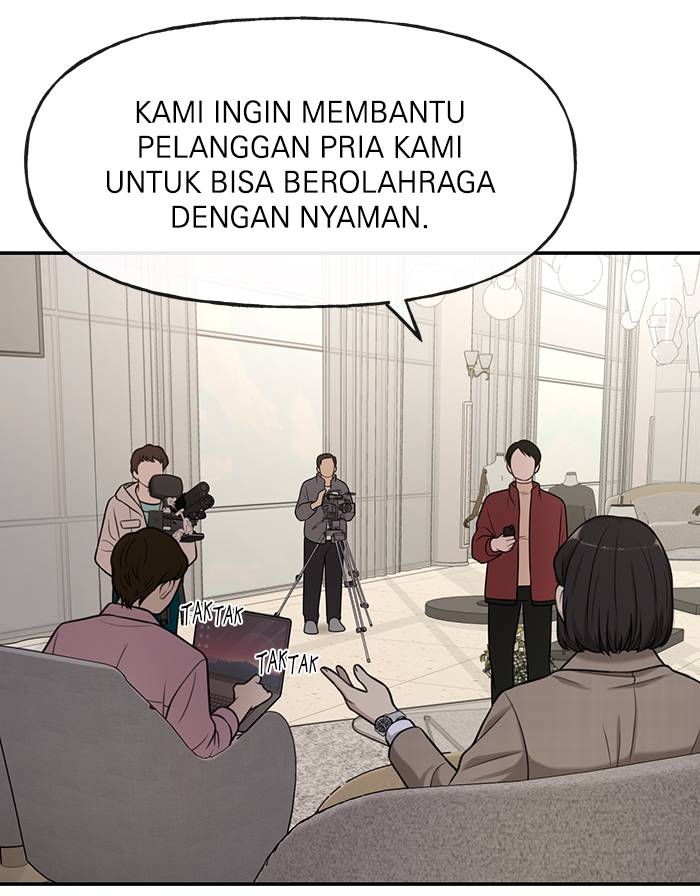 KAMI INGIN MEMBANTU
PELANGGAN PRIA KAMI
UNTUK BISA BEROLAHRAGA
DENGAN NYAMAN.
TAKTAK
TAKTAK